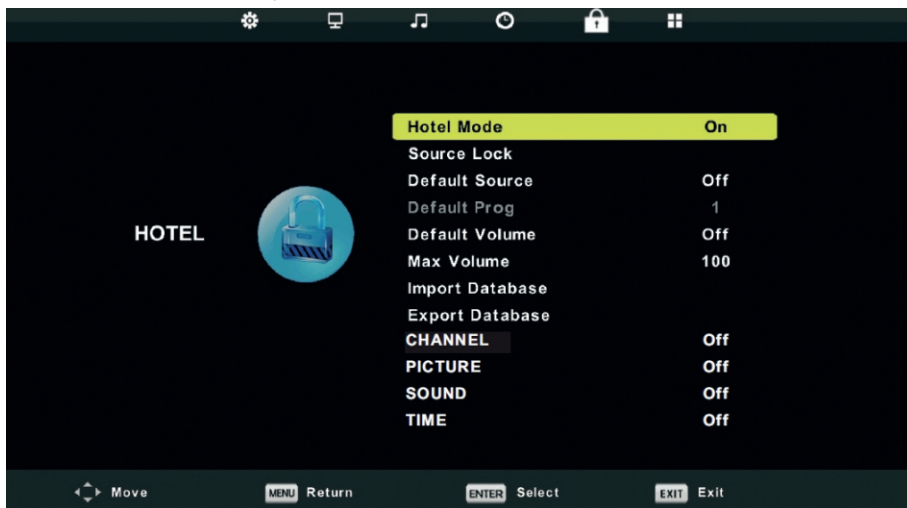 Hotel Mode On
Source Lock
Default Source Off
Default Prog 1
HOTEL
Default Volume Off
Max Volume 100
Import Database
Export Database
CHANNEL Off
PICTURE Off
SOUND Off
TIME Off
Move MENU Return ENTER Select EXIT Exit